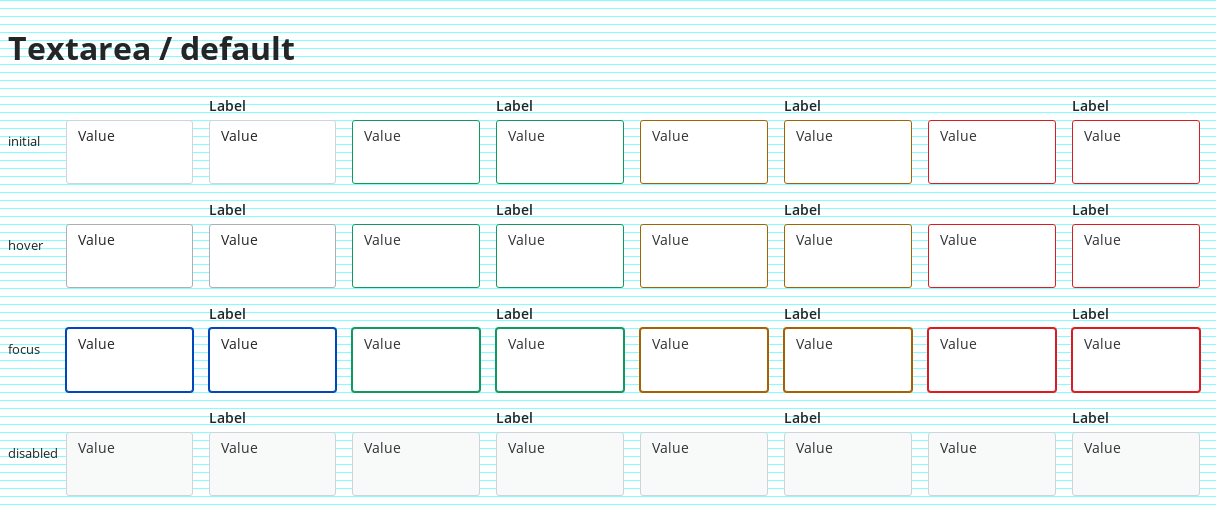 Textarea / default
Label Label Label Label
initial Value Value Value Value Value Value Value Value
Label Label Label Label
hover Value Value Value Value Value Value Value Value
Label Label Label Label
focus Value Value Value Value Value Value Value Value
Label Label Label Label
disabled Value Value Value Value Value Value Value Value